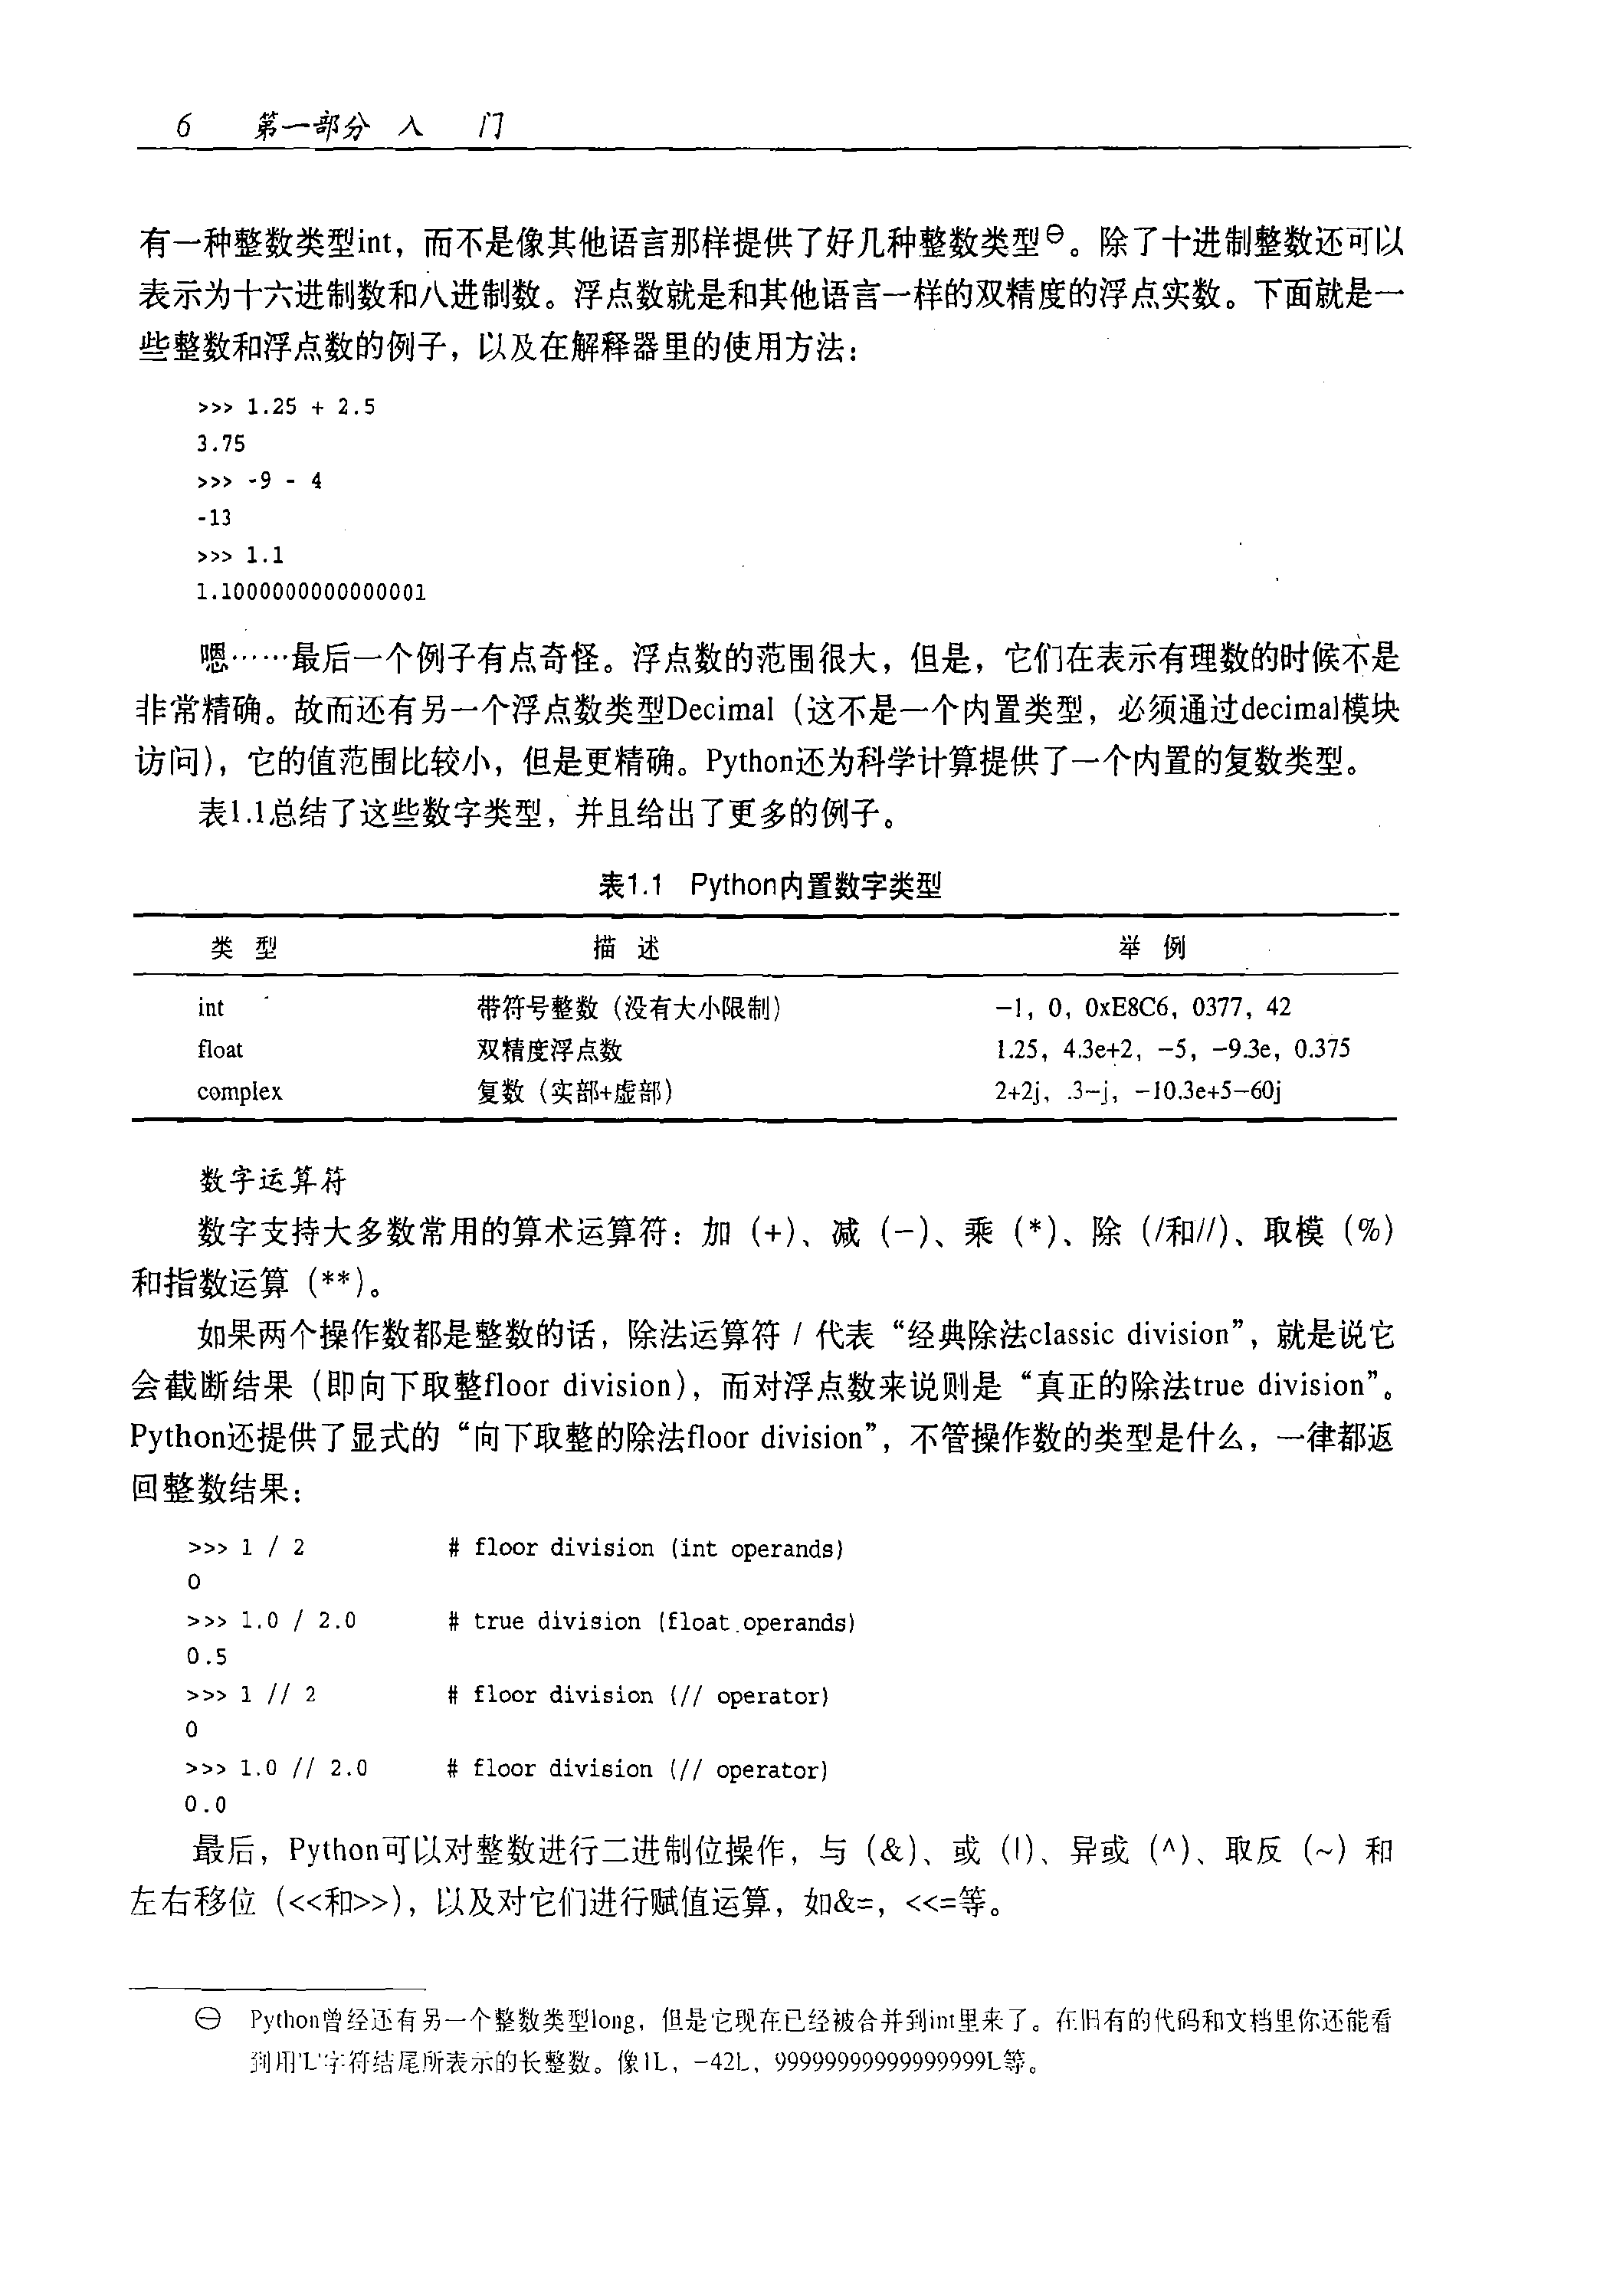 6 第一部分 入 门
有一种整数类型int，而不是像其他语言那样提供了好几种整数类型㊀。除了十进制整数还可以
表示为十六进制数和八进制数。浮点数就是和其他语言一样的双精度的浮点实数。下面就是一
些整数和浮点数的例子，以及在解释器里的使用方法：
>>> 1.25 + 2.5
3.75
>>> -9 - 4
-13
>>> 1.1
1.1000000000000001
嗯……最后一个例子有点奇怪。浮点数的范围很大，但是，它们在表示有理数的时候不是
非常精确。故而还有另一个浮点数类型Decimal（这不是一个内置类型，必须通过decimal模块
访问），它的值范围比较小，但是更精确。Python还为科学计算提供了一个内置的复数类型。
表1.1总结了这些数字类型，并且给出了更多的例子。
表1.1 Python内置数字类型
类 型 描 述 举 例
int 带符号整数（没有大小限制） −1，0，0xE8C6，0377，42
float 双精度浮点数 1.25，4.3e+2，−5，−9.3e，0.375
complex 复数（实部+虚部） 2+2j，.3−j，−10.3e+5−60j
数字运算符
数字支持大多数常用的算术运算符：加（+）、减（−）、乘（*）、除（/和//）、取模（%）
和指数运算（**）。
如果两个操作数都是整数的话，除法运算符 / 代表“经典除法classic division”，就是说它
会截断结果（即向下取整floor division），而对浮点数来说则是“真正的除法true division”。
Python还提供了显式的“向下取整的除法floor division”，不管操作数的类型是什么，一律都返
回整数结果：
>>> 1 / 2 # floor division (int operands)
0
>>> 1.0 / 2.0 # true division (float operands)
0.5
>>> 1 // 2 # floor division (// operator)
0
>>> 1.0 // 2.0 # floor division (// operator)
0.0
最后，Python可以对整数进行二进制位操作，与（&）、或（|）、异或（^）、取反（~）和
左右移位（<<和>>），以及对它们进行赋值运算，如&=，<<=等。
㊀ Python曾经还有另一个整数类型long，但是它现在已经被合并到int里来了。在旧有的代码和文档里你还能看
到用'L'字符结尾所表示的长整数。像1L，−42L，99999999999999999L等。